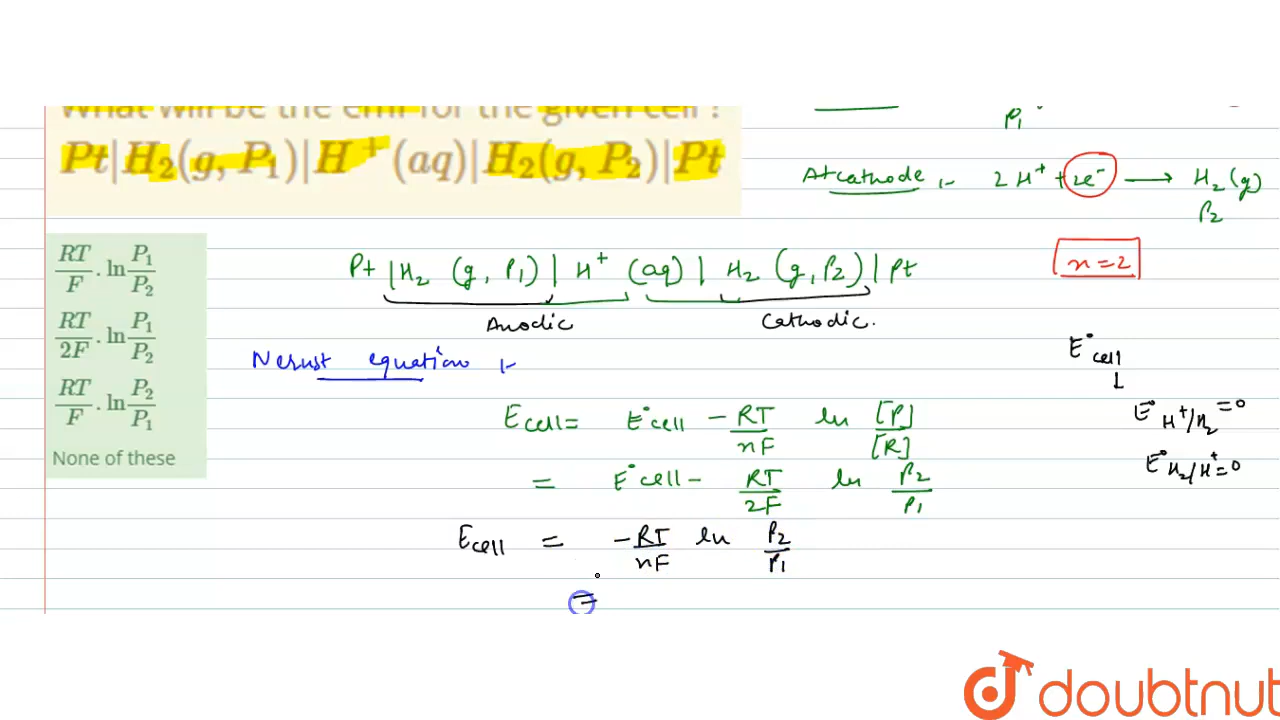 What will be the emf for the given cell ?
Pt|H₂(g, P₁)|H⁺(aq)|H₂(g, P₂)|Pt
P₁
At cathode :- 2 H⁺ + 2e⁻ ⟶ H₂(g)
P₂
n = 2
RT/F . ln P₁/P₂
RT/2F . ln P₁/P₂
RT/F . ln P₂/P₁
None of these
Pt | H₂ (g, P₁) | H⁺ (aq) | H₂ (g, P₂) | Pt
Anodic Cathodic.
Nernst equation :-
E°cell
E° H⁺/H₂ = 0
E° H₂/H⁺ = 0
Ecell = E°cell - RT/nF ln [P]/[R]
= E°cell - RT/2F ln P₂/P₁
Ecell = -RT/nF ln P₂/P₁
=
doubtnut